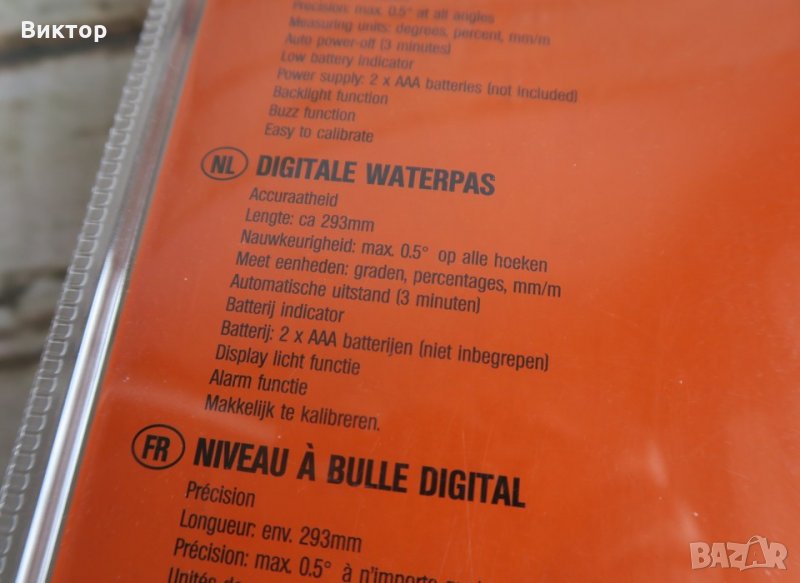 Виктор
Precision: max. 0.5° at all angles
Measuring units: degrees, percent, mm/m
Auto power-off (3 minutes)
Low battery indicator
Power supply: 2 x AAA batteries (not included)
Backlight function
Buzz function
Easy to calibrate
NL DIGITALE WATERPAS
Accuraatheid
Lengte: ca 293mm
Nauwkeurigheid: max. 0.5° op alle hoeken
Meet eenheden: graden, percentages, mm/m
Automatische uitstand (3 minuten)
Batterij indicator
Batterij: 2 x AAA batterijen (niet inbegrepen)
Display licht functie
Alarm functie
Makkelijk te kalibreren.
FR NIVEAU À BULLE DIGITAL
Précision
Longueur: env. 293mm
Précision: max. 0.5° à n'importe
Unités de
BAZAR